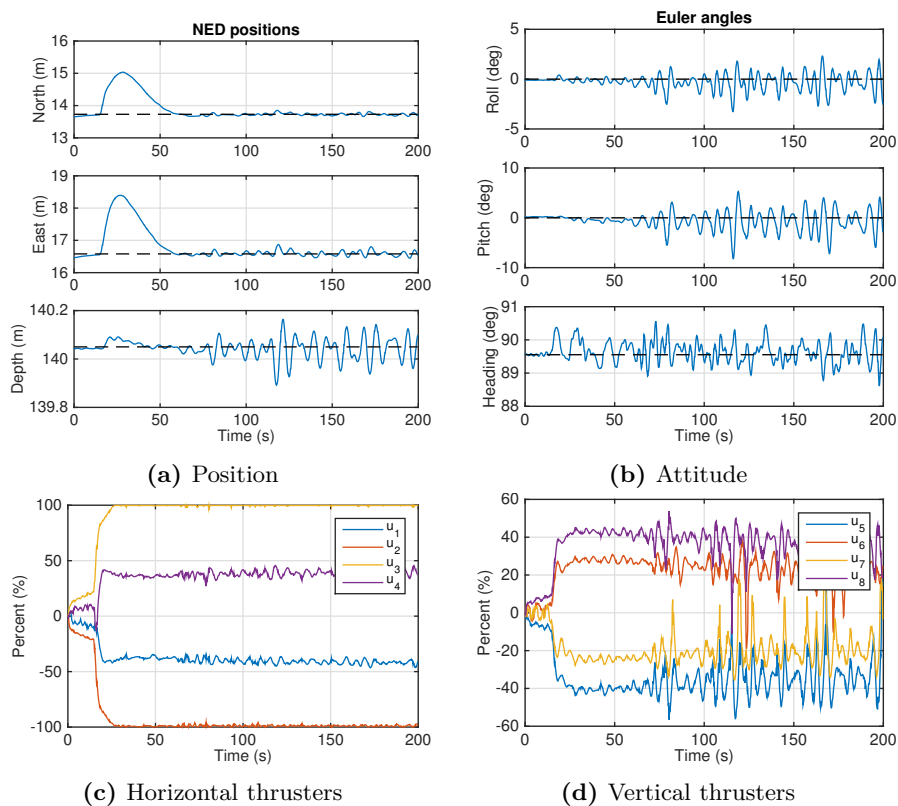 NED positions
16
15
14
13
North (m)
0 50 100 150 200
19
18
17
16
East (m)
0 50 100 150 200
140.2
140
139.8
Depth (m)
0 50 100 150 200
Time (s)
(a) Position
Euler angles
5
0
-5
Roll (deg)
0 50 100 150 200
10
0
-10
Pitch (deg)
0 50 100 150 200
91
90
89
88
Heading (deg)
0 50 100 150 200
Time (s)
(b) Attitude
100
50
0
-50
-100
Percent (%)
u1
u2
u3
u4
0 50 100 150 200
Time (s)
(c) Horizontal thrusters
60
40
20
0
-20
-40
-60
Percent (%)
u5
u6
u7
u8
0 50 100 150 200
Time (s)
(d) Vertical thrusters